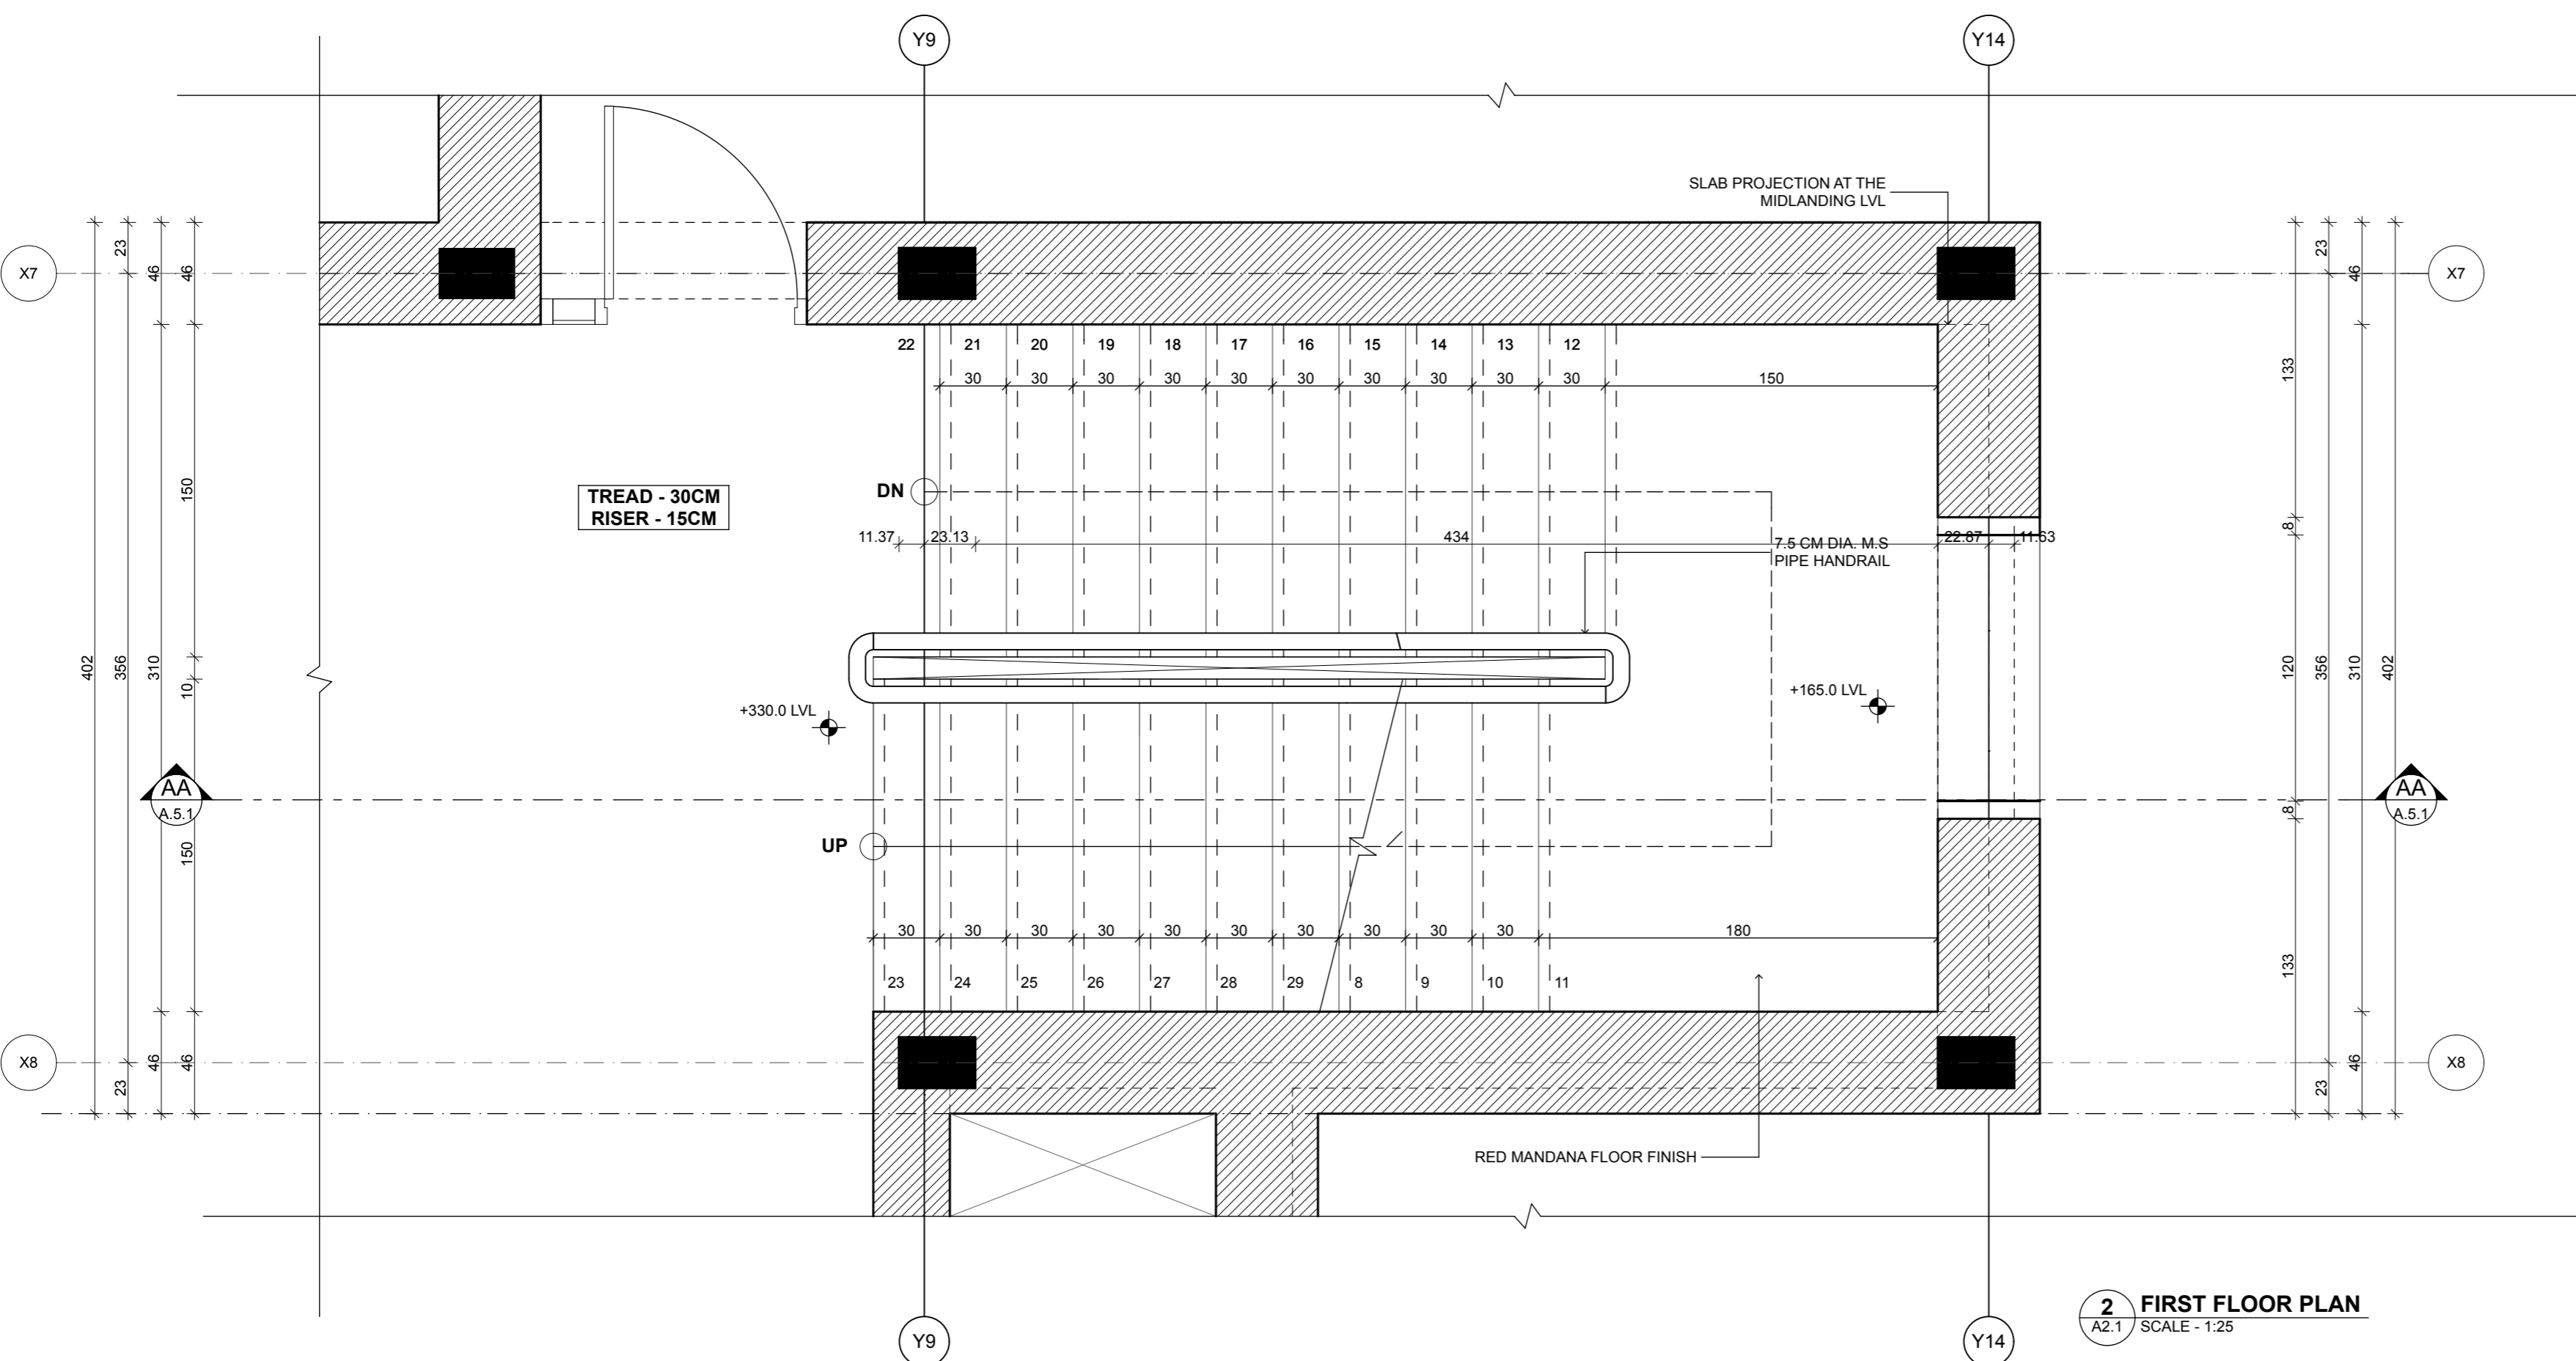 Y9
Y14
SLAB PROJECTION AT THE
MIDLANDING LVL
X7
X7
23
46
46
23
46
22
21
20
19
18
17
16
15
14
13
12
30
30
30
30
30
30
30
30
30
30
150
133
150
TREAD - 30CM
RISER - 15CM
DN
11.37
23.13
434
22.87
11.63
8
7.5 CM DIA. M.S
PIPE HANDRAIL
402
356
310
10
120
356
310
402
+330.0 LVL
+165.0 LVL
AA
A.5.1
AA
A.5.1
8
150
UP
30
30
30
30
30
30
30
30
30
30
180
133
23
24
25
26
27
28
29
8
9
10
11
X8
X8
23
46
46
23
46
RED MANDANA FLOOR FINISH
2
A2.1
FIRST FLOOR PLAN
SCALE - 1:25
Y9
Y14